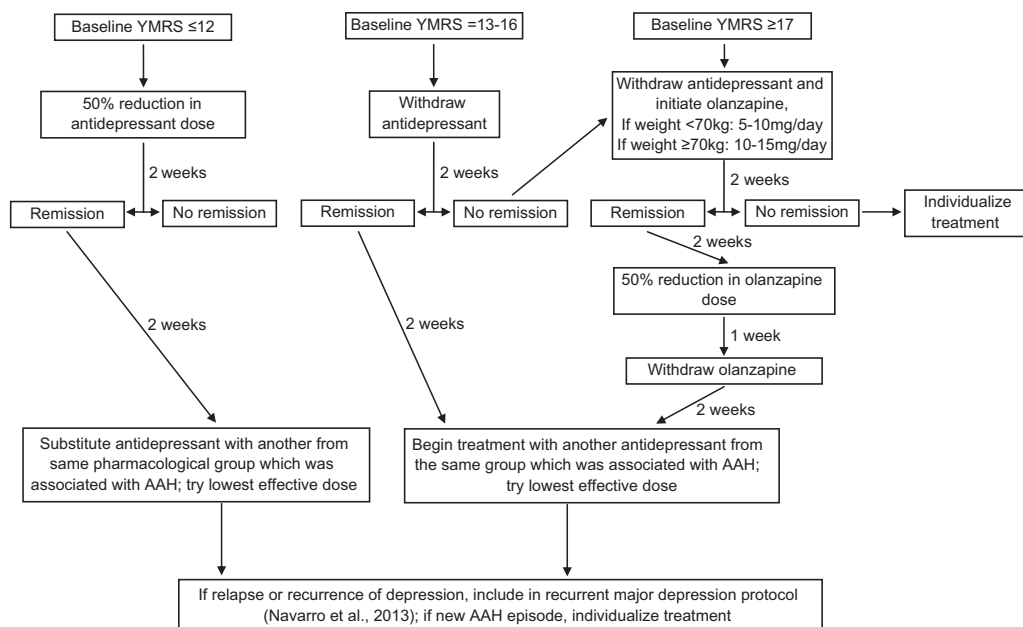 Baseline YMRS ≤12
Baseline YMRS =13-16
Baseline YMRS ≥17
50% reduction in
antidepressant dose
Withdraw
antidepressant
Withdraw antidepressant and
initiate olanzapine,
If weight <70kg: 5-10mg/day
If weight ≥70kg: 10-15mg/day
2 weeks
2 weeks
2 weeks
Remission
No remission
Remission
No remission
Remission
No remission
Individualize
treatment
2 weeks
50% reduction in olanzapine
dose
2 weeks
2 weeks
1 week
Withdraw olanzapine
2 weeks
Substitute antidepressant with another from
same pharmacological group which was
associated with AAH; try lowest effective dose
Begin treatment with another antidepressant from
the same group which was associated with AAH;
try lowest effective dose
If relapse or recurrence of depression, include in recurrent major depression protocol
(Navarro et al., 2013); if new AAH episode, individualize treatment